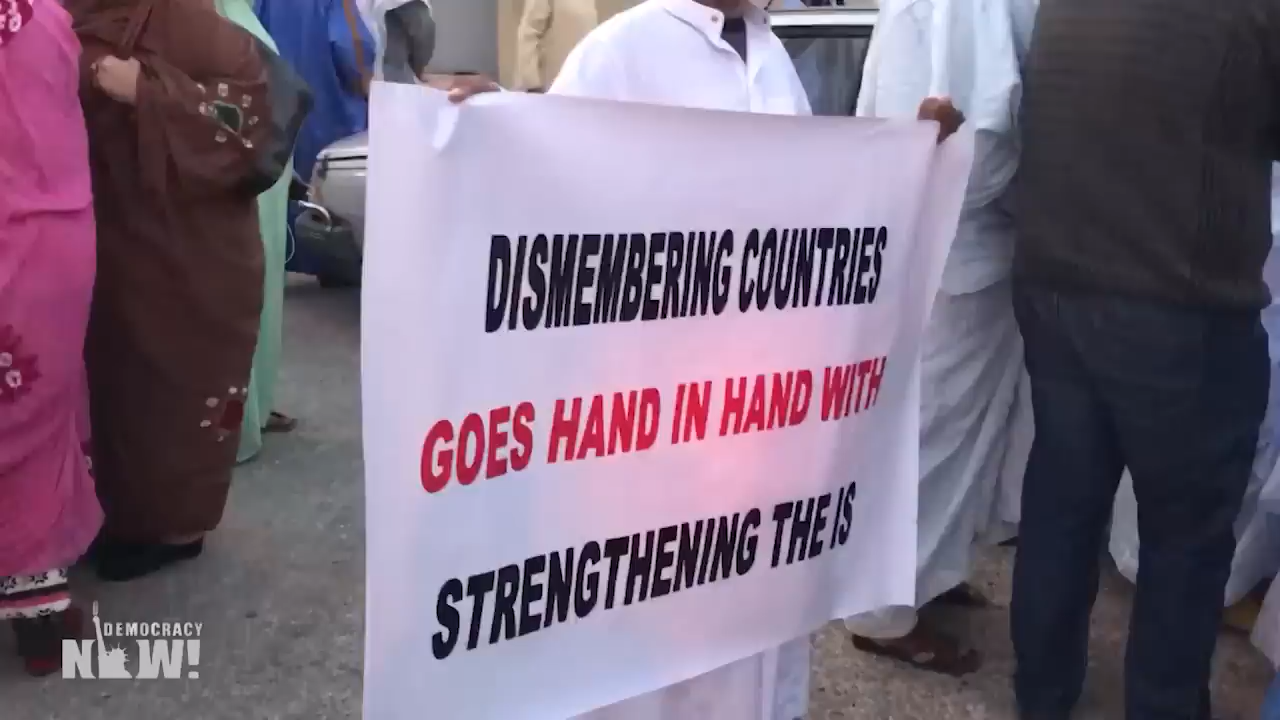 DISMEMBERING COUNTRIES
GOES HAND IN HAND WITH
STRENGTHENING THE IS
DEMOCRACY
NOW!